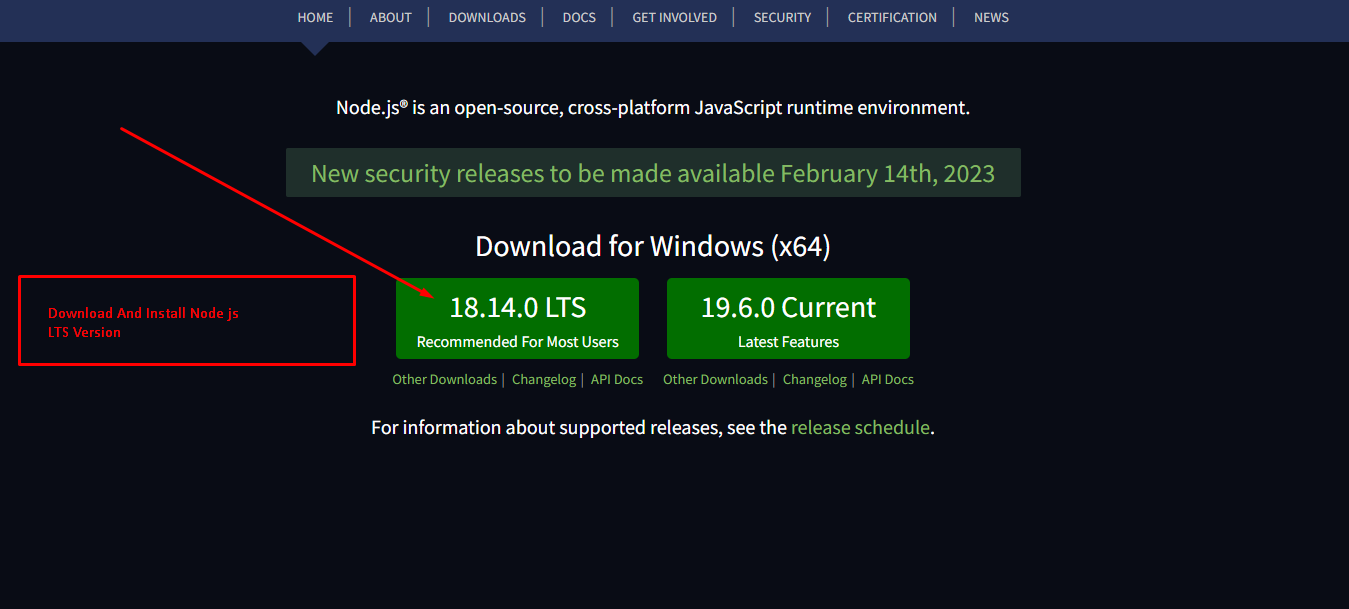 HOME | ABOUT | DOWNLOADS | DOCS | GET INVOLVED | SECURITY | CERTIFICATION | NEWS
Node.js® is an open-source, cross-platform JavaScript runtime environment.
New security releases to be made available February 14th, 2023
Download for Windows (x64)
18.14.0 LTS
Recommended For Most Users
19.6.0 Current
Latest Features
Download And Install Node js
LTS Version
Other Downloads | Changelog | API Docs
Other Downloads | Changelog | API Docs
For information about supported releases, see the release schedule.